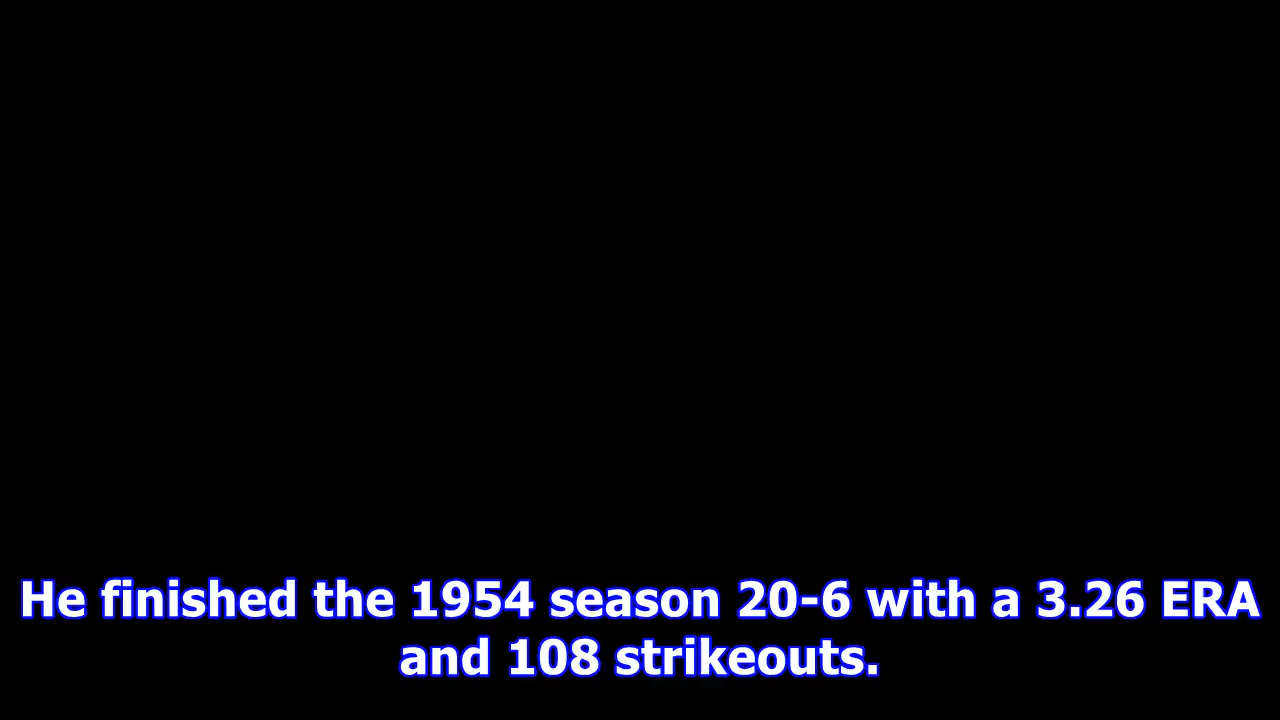 He finished the 1954 season 20-6 with a 3.26 ERA
and 108 strikeouts.